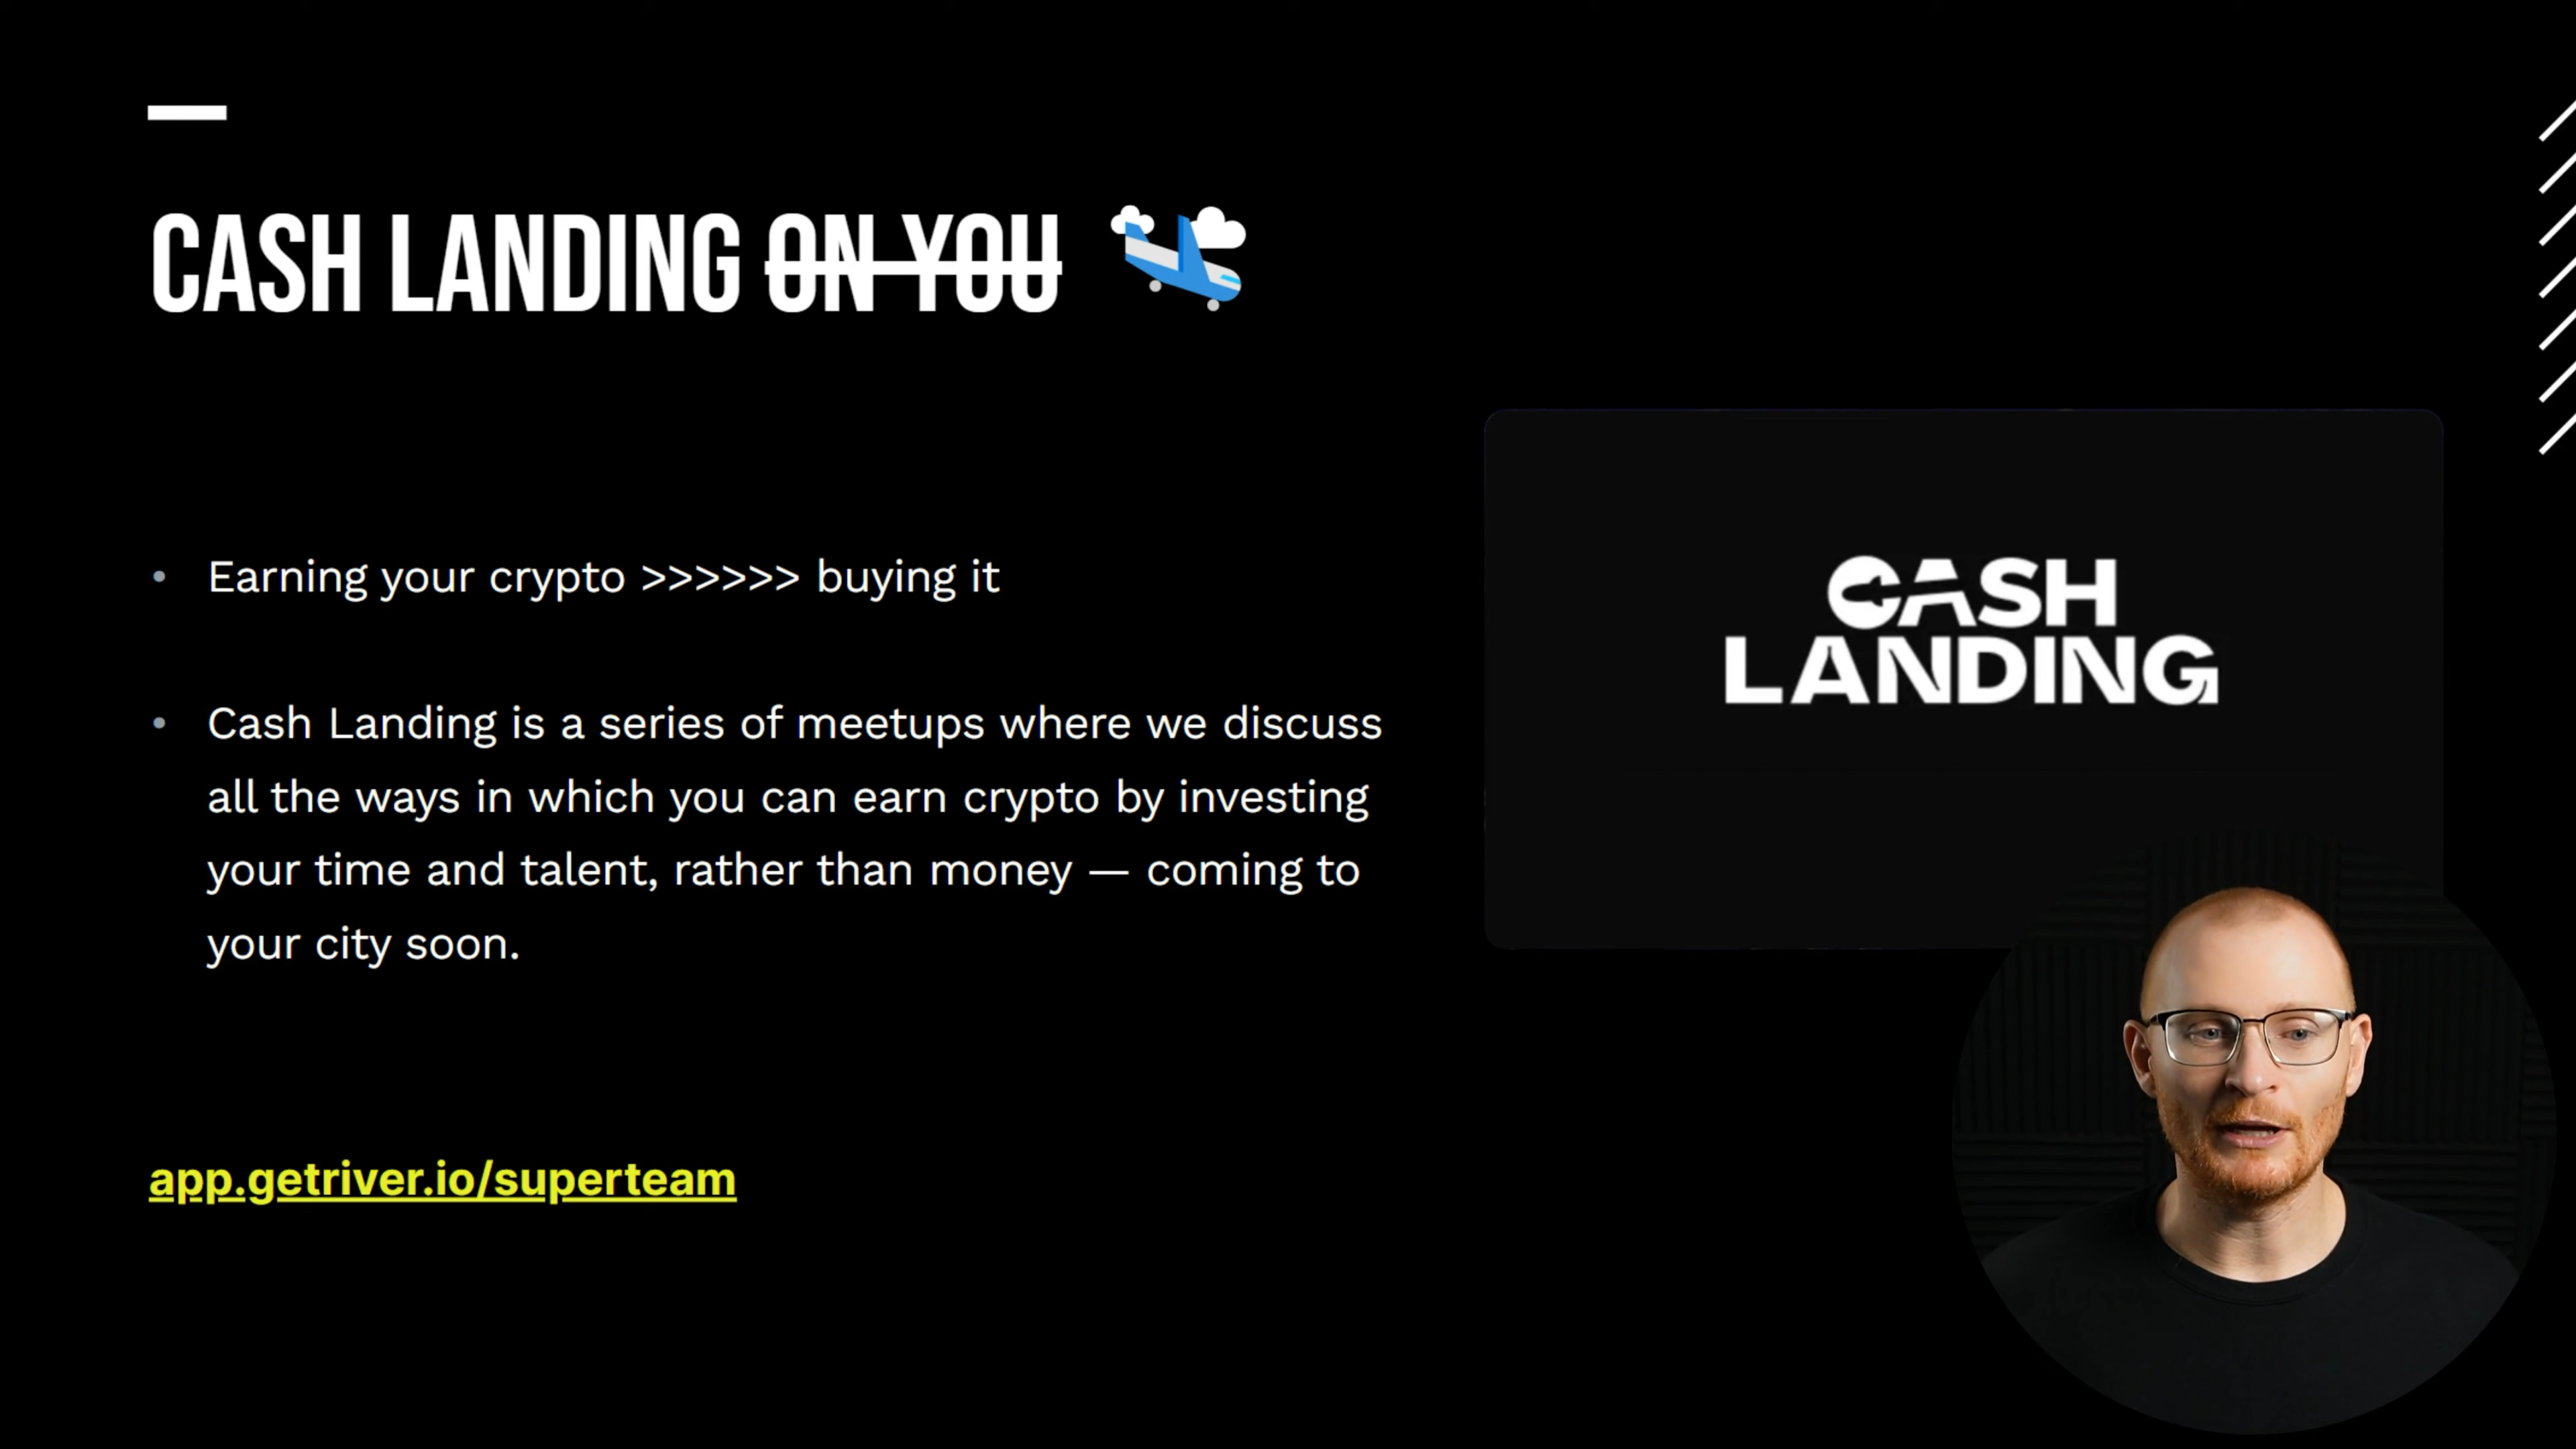 CASH LANDING ON YOU
• Earning your crypto >>>>>> buying it
• Cash Landing is a series of meetups where we discuss
all the ways in which you can earn crypto by investing
your time and talent, rather than money — coming to
your city soon.
CASH
LANDING
app.getriver.io/superteam